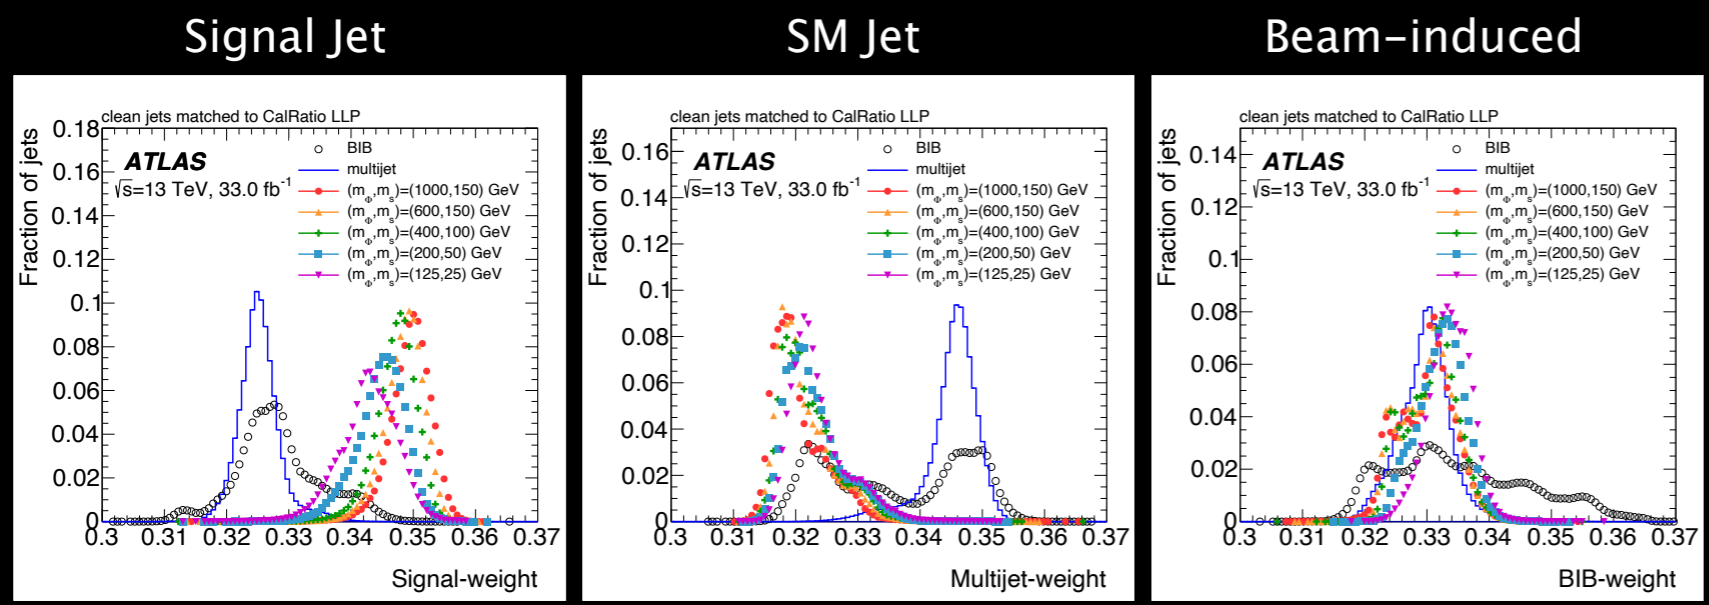 Signal Jet
SM Jet
Beam-induced
clean jets matched to CalRatio LLP
Fraction of jets
ATLAS
√s=13 TeV, 33.0 fb⁻¹
BIB
multijet
(m_Φ,m_s)=(1000,150) GeV
(m_Φ,m_s)=(600,150) GeV
(m_Φ,m_s)=(400,100) GeV
(m_Φ,m_s)=(200,50) GeV
(m_Φ,m_s)=(125,25) GeV
0.18
0.16
0.14
0.12
0.1
0.08
0.06
0.04
0.02
0
0.3 0.31 0.32 0.33 0.34 0.35 0.36 0.37
Signal-weight
clean jets matched to CalRatio LLP
Fraction of jets
ATLAS
√s=13 TeV, 33.0 fb⁻¹
BIB
multijet
(m_Φ,m_s)=(1000,150) GeV
(m_Φ,m_s)=(600,150) GeV
(m_Φ,m_s)=(400,100) GeV
(m_Φ,m_s)=(200,50) GeV
(m_Φ,m_s)=(125,25) GeV
0.16
0.14
0.12
0.1
0.08
0.06
0.04
0.02
0
0.3 0.31 0.32 0.33 0.34 0.35 0.36 0.37
Multijet-weight
clean jets matched to CalRatio LLP
Fraction of jets
ATLAS
√s=13 TeV, 33.0 fb⁻¹
BIB
multijet
(m_Φ,m_s)=(1000,150) GeV
(m_Φ,m_s)=(600,150) GeV
(m_Φ,m_s)=(400,100) GeV
(m_Φ,m_s)=(200,50) GeV
(m_Φ,m_s)=(125,25) GeV
0.14
0.12
0.1
0.08
0.06
0.04
0.02
0
0.3 0.31 0.32 0.33 0.34 0.35 0.36 0.37
BIB-weight